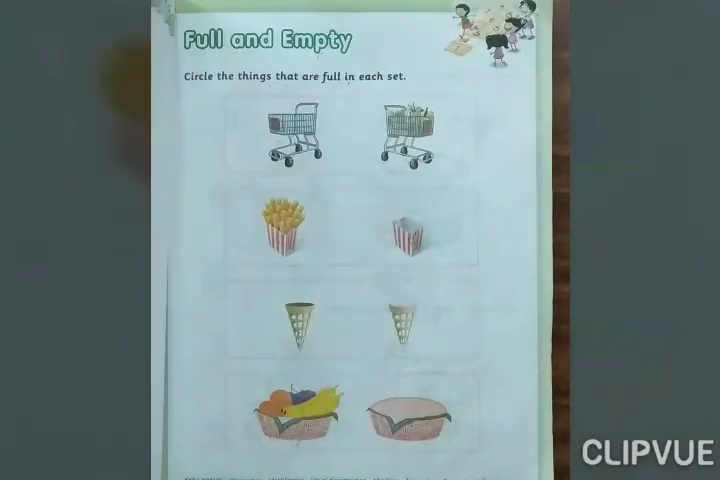 Full and Empty
Circle the things that are full in each set.
CLIPVUE